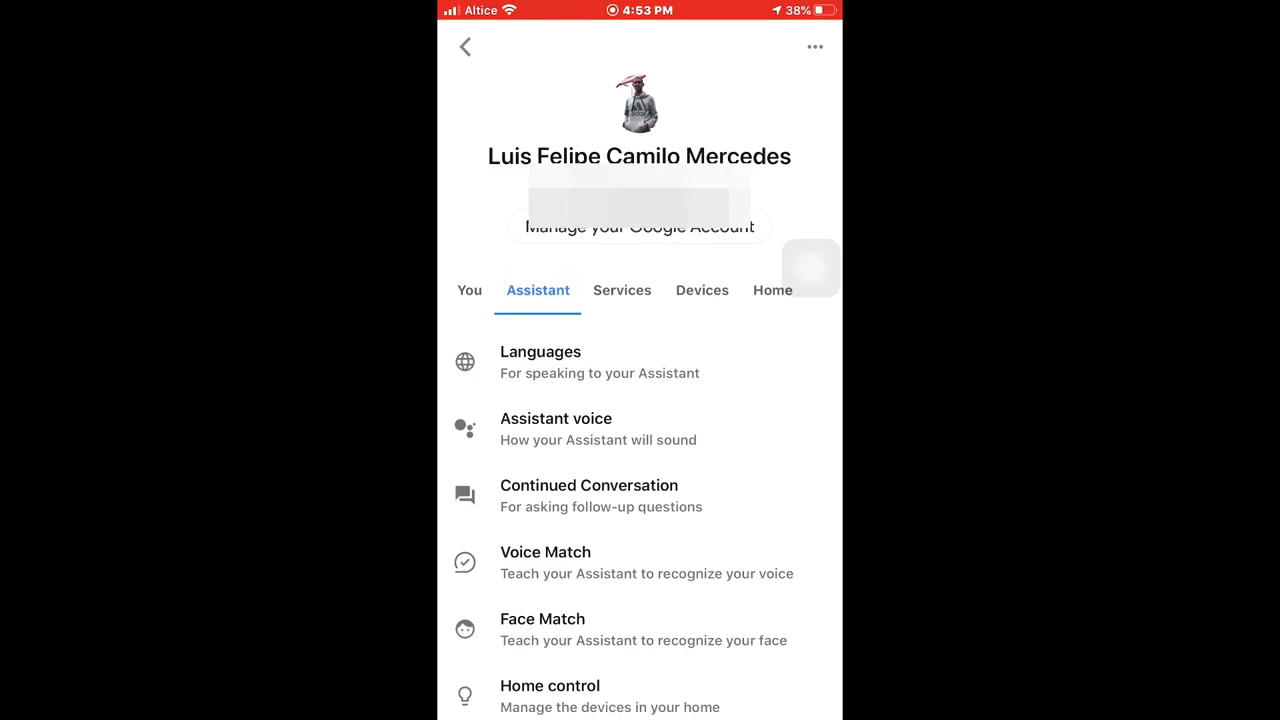 Altice 4:53 PM 38%
Luis Felipe Camilo Mercedes
Manage your Google Account
You Assistant Services Devices Home
Languages
For speaking to your Assistant
Assistant voice
How your Assistant will sound
Continued Conversation
For asking follow-up questions
Voice Match
Teach your Assistant to recognize your voice
Face Match
Teach your Assistant to recognize your face
Home control
Manage the devices in your home